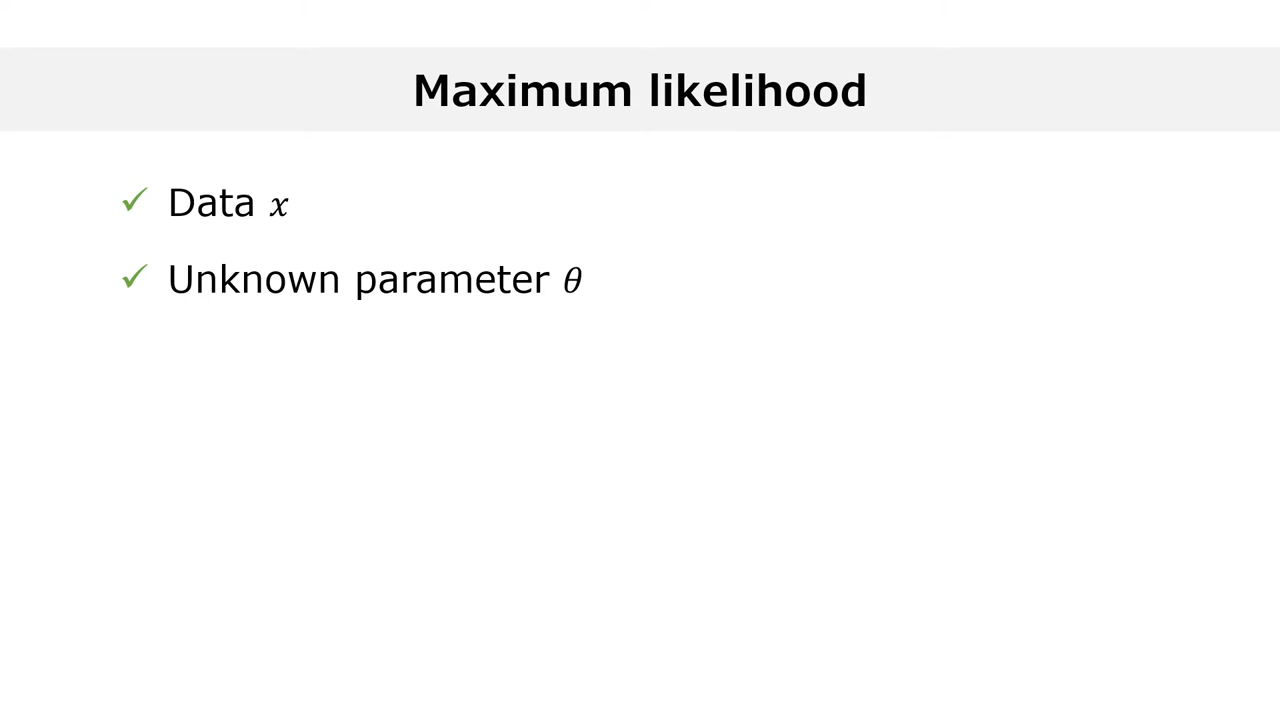 Maximum likelihood
✓ Data x
✓ Unknown parameter θ